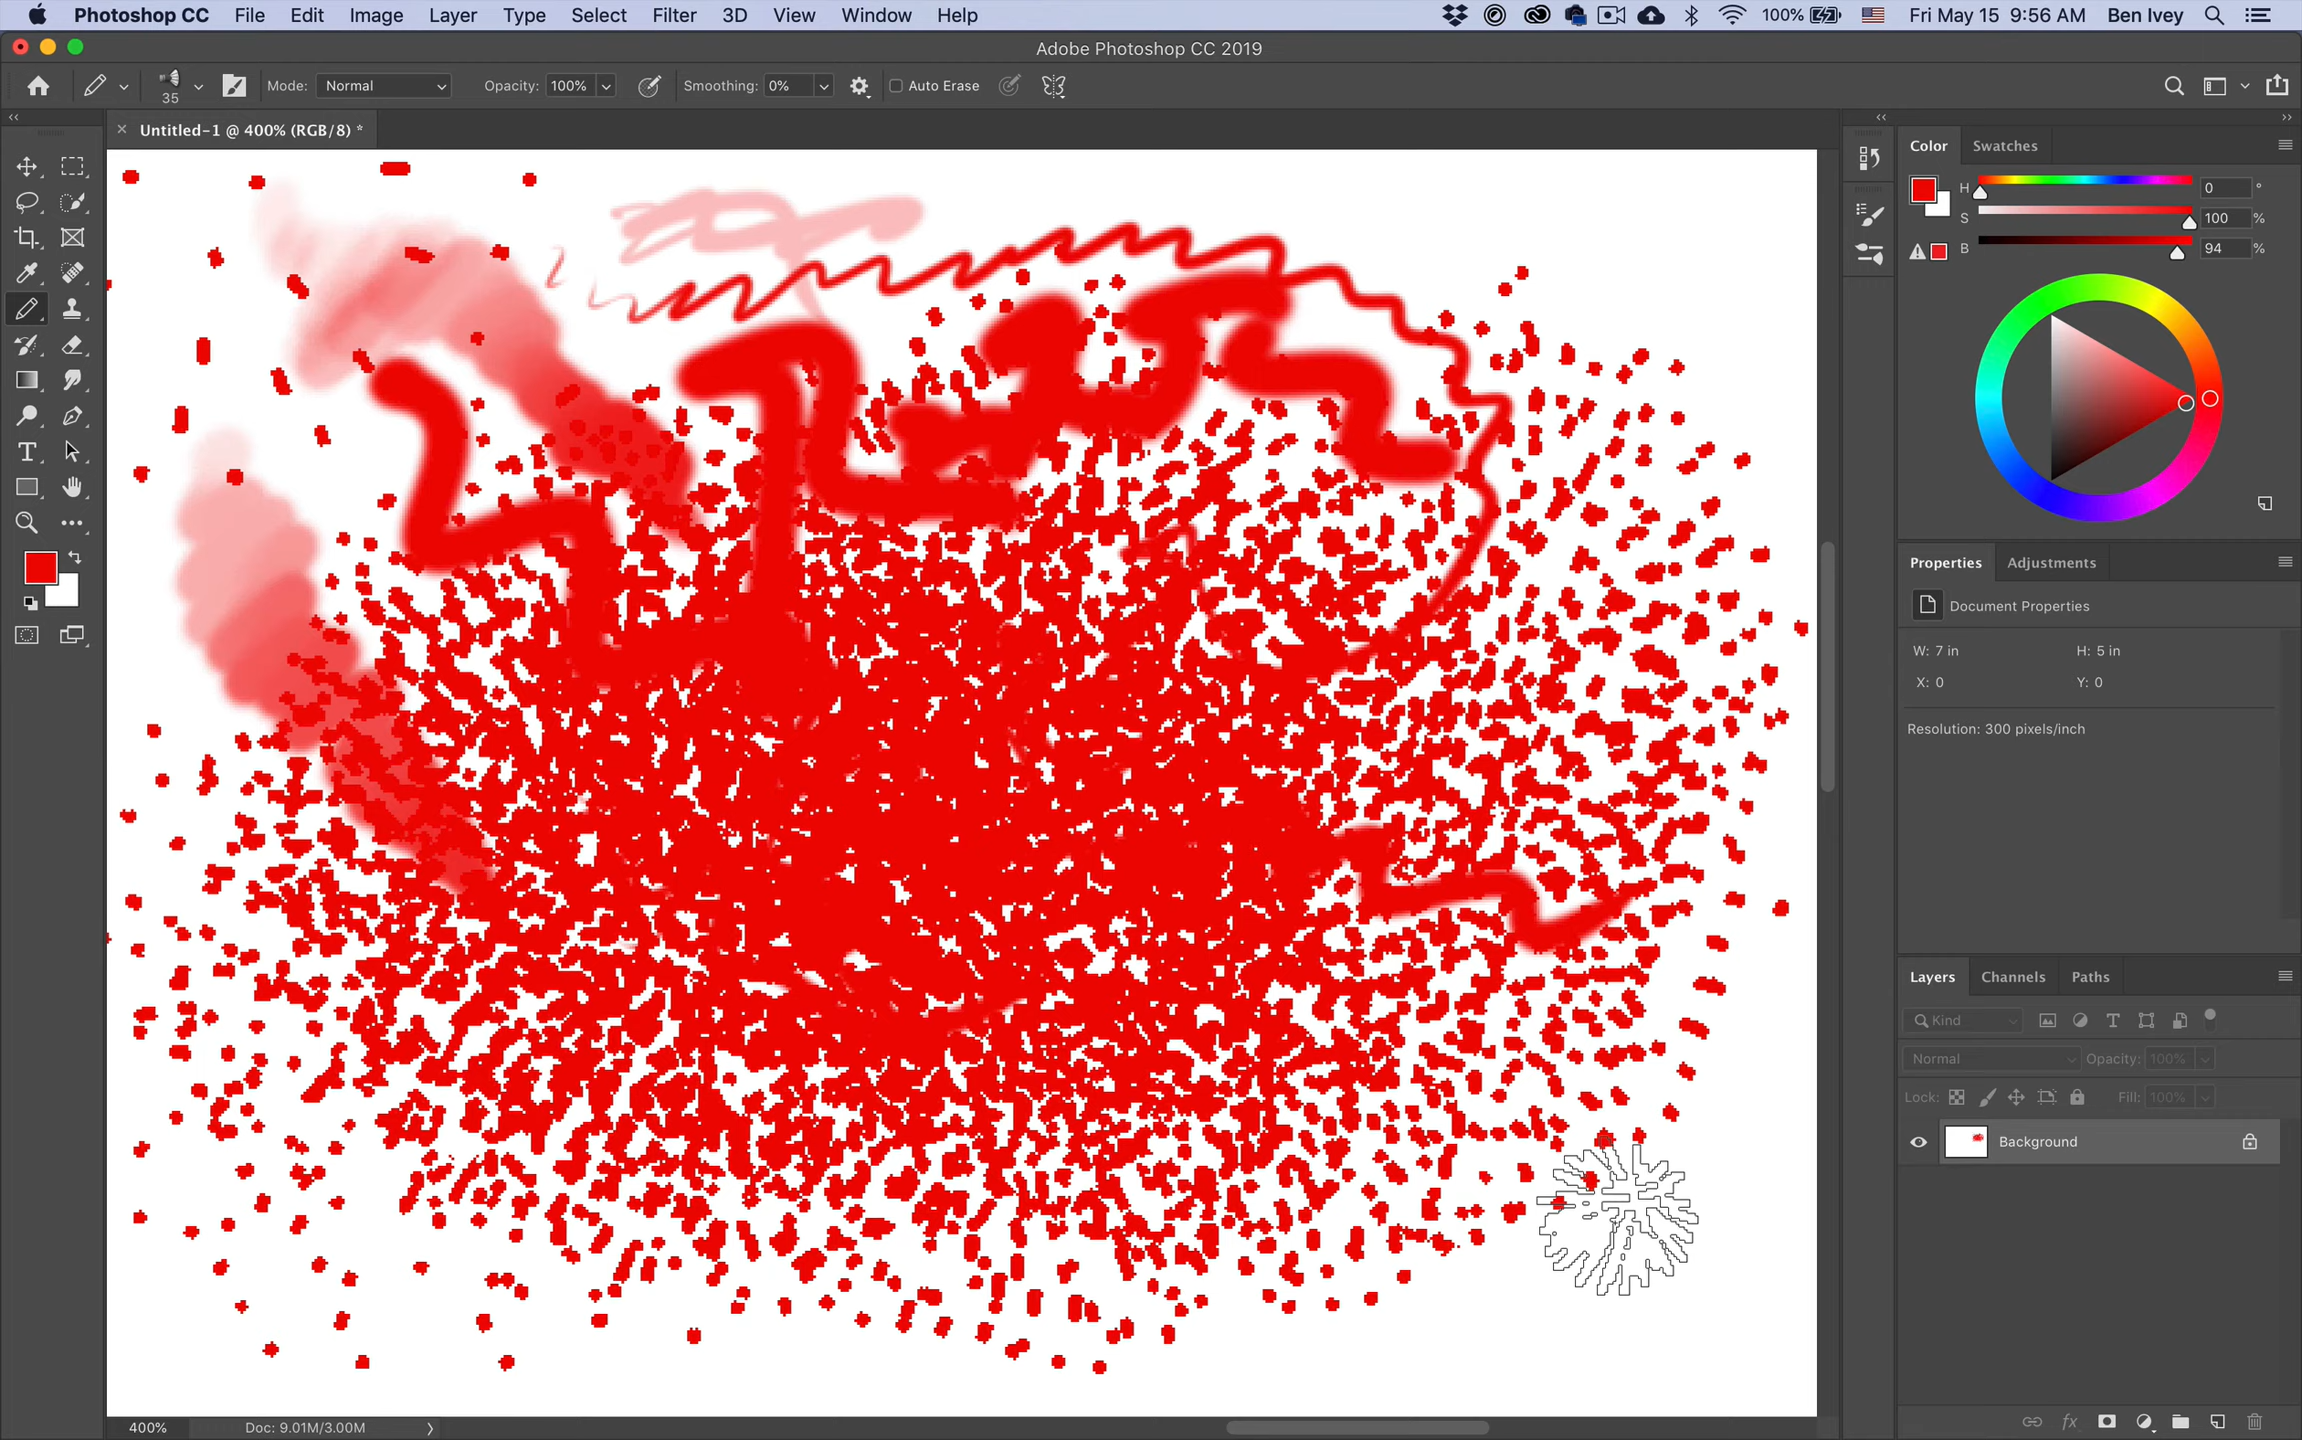 Photoshop CC File Edit Image Layer Type Select Filter 3D View Window Help 100% Fri May 15 9:56 AM Ben Ivey
Adobe Photoshop CC 2019
35 Mode: Normal Opacity: 100% Smoothing: 0% Auto Erase
Untitled-1 @ 400% (RGB/8) *
Color Swatches
H 0 °
S 100 %
B 94 %
Properties Adjustments
Document Properties
W: 7 in H: 5 in
X: 0 Y: 0
Resolution: 300 pixels/inch
Layers Channels Paths
Kind
Normal Opacity: 100%
Lock: Fill: 100%
Background
400% Doc: 9.01M/3.00M